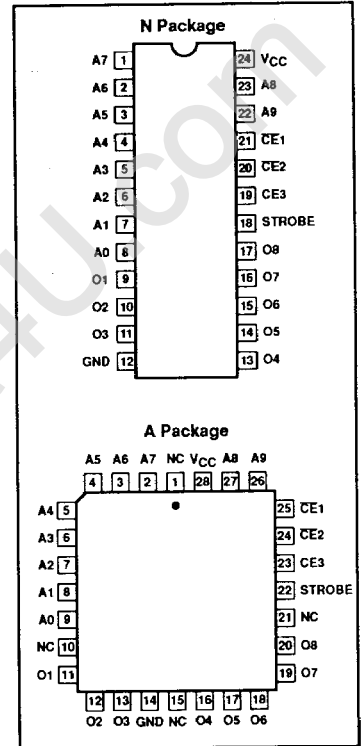 N Package
A7 1 24 VCC
A6 2 23 A8
A5 3 22 A9
A4 4 21 CE1
A3 5 20 CE2
A2 6 19 CE3
A1 7 18 STROBE
A0 8 17 O8
O1 9 16 O7
O2 10 15 O6
O3 11 14 O5
GND 12 13 O4
A Package
A5 A6 A7 NC VCC A8 A9
4 3 2 1 28 27 26
A4 5 25 CE1
A3 6 24 CE2
A2 7 23 CE3
A1 8 22 STROBE
A0 9 21 NC
NC 10 20 O8
O1 11 19 O7
12 13 14 15 16 17 18
O2 O3 GND NC O4 O5 O6
4U.com